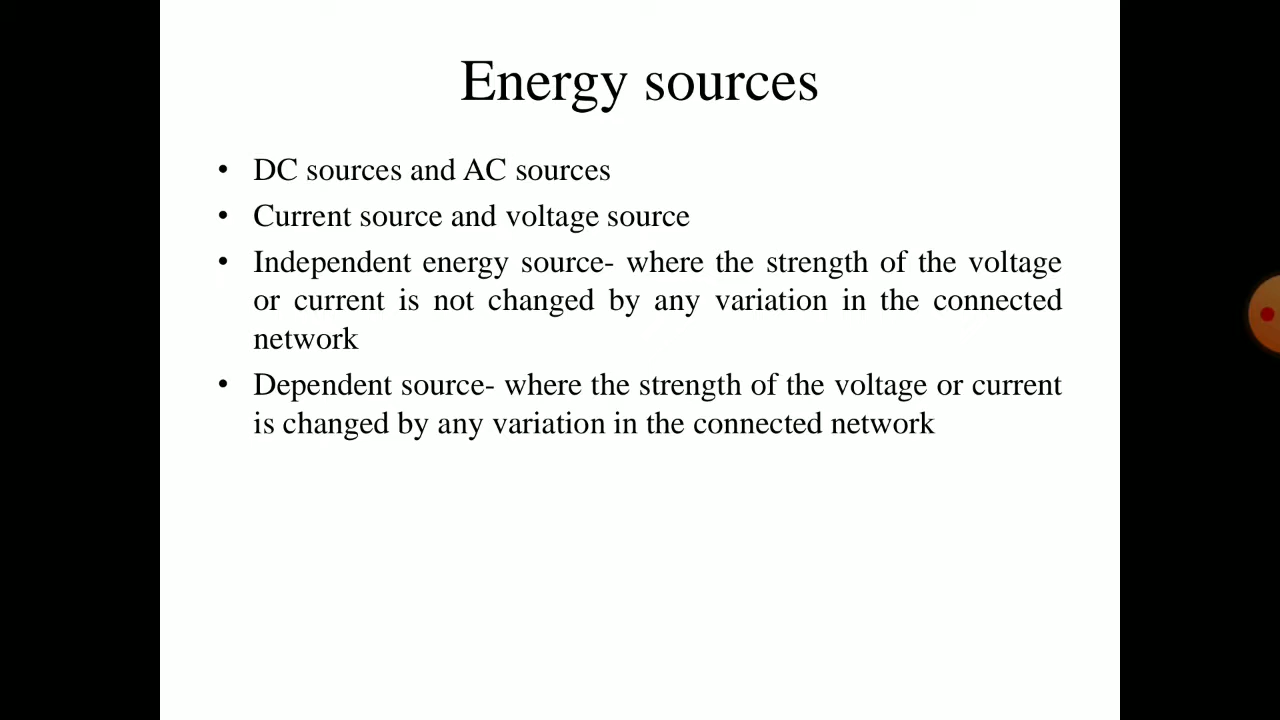 Energy sources
• DC sources and AC sources
• Current source and voltage source
• Independent energy source- where the strength of the voltage
or current is not changed by any variation in the connected
network
• Dependent source- where the strength of the voltage or current
is changed by any variation in the connected network